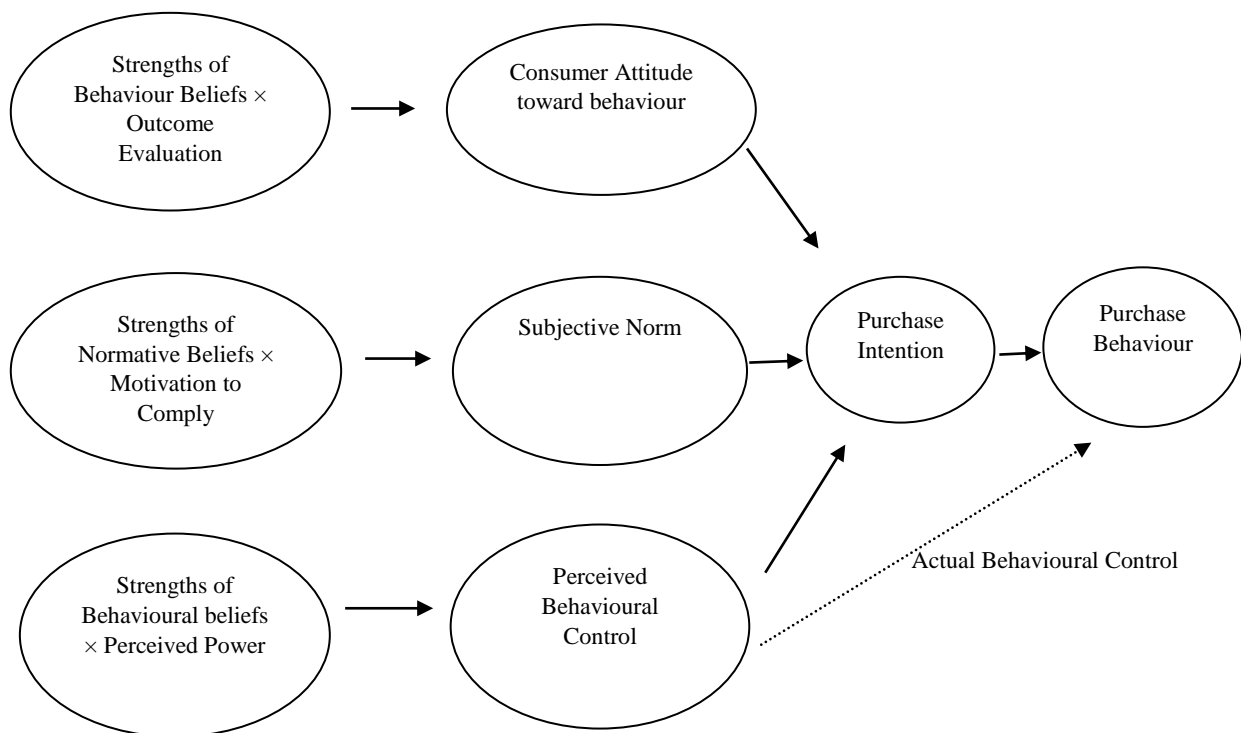 Strengths of
Behaviour Beliefs ×
Outcome
Evaluation
Consumer Attitude
toward behaviour
Strengths of
Normative Beliefs ×
Motivation to
Comply
Subjective Norm
Purchase
Intention
Purchase
Behaviour
Strengths of
Behavioural beliefs
× Perceived Power
Perceived
Behavioural
Control
Actual Behavioural Control